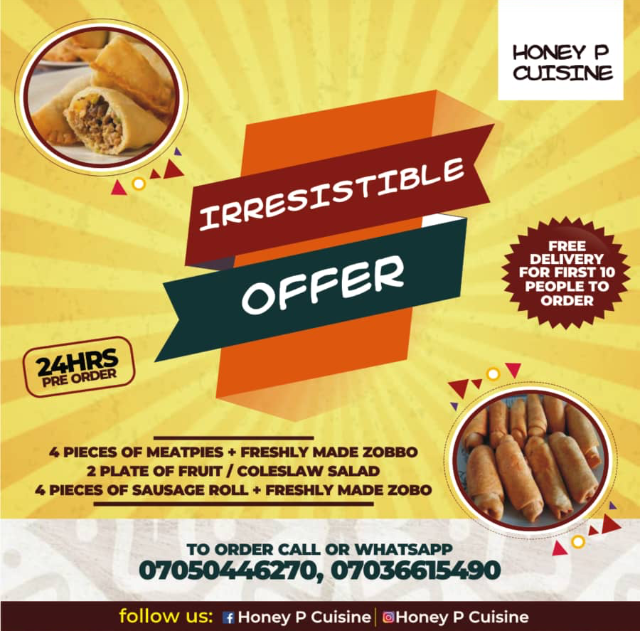 HONEY P
CUISINE
IRRESISTIBLE
OFFER
FREE
DELIVERY
FOR FIRST 10
PEOPLE TO
ORDER
24HRS
PRE ORDER
4 PIECES OF MEATPIES + FRESHLY MADE ZOBBO
2 PLATE OF FRUIT / COLESLAW SALAD
4 PIECES OF SAUSAGE ROLL + FRESHLY MADE ZOBO
TO ORDER CALL OR WHATSAPP
07050446270, 07036615490
follow us: Honey P Cuisine | Honey P Cuisine